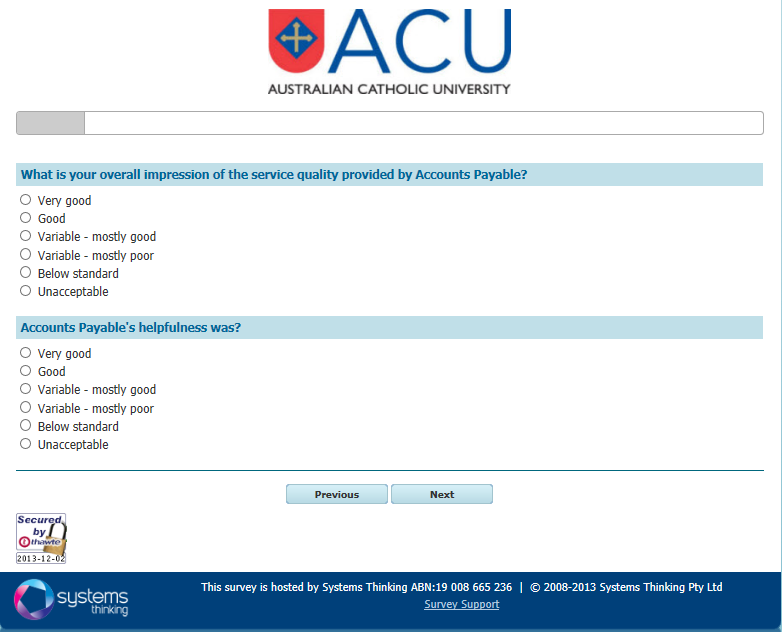 ACU
AUSTRALIAN CATHOLIC UNIVERSITY
What is your overall impression of the service quality provided by Accounts Payable?
Very good
Good
Variable - mostly good
Variable - mostly poor
Below standard
Unacceptable
Accounts Payable's helpfulness was?
Very good
Good
Variable - mostly good
Variable - mostly poor
Below standard
Unacceptable
Previous Next
Secured
by
thawte
2013-12-02
systems
thinking
This survey is hosted by Systems Thinking ABN:19 008 665 236 | © 2008-2013 Systems Thinking Pty Ltd
Survey Support